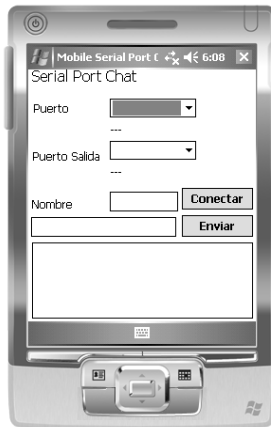 Mobile Serial Port C 6:08
Serial Port Chat
Puerto
---
Puerto Salida
---
Nombre
Conectar
Enviar